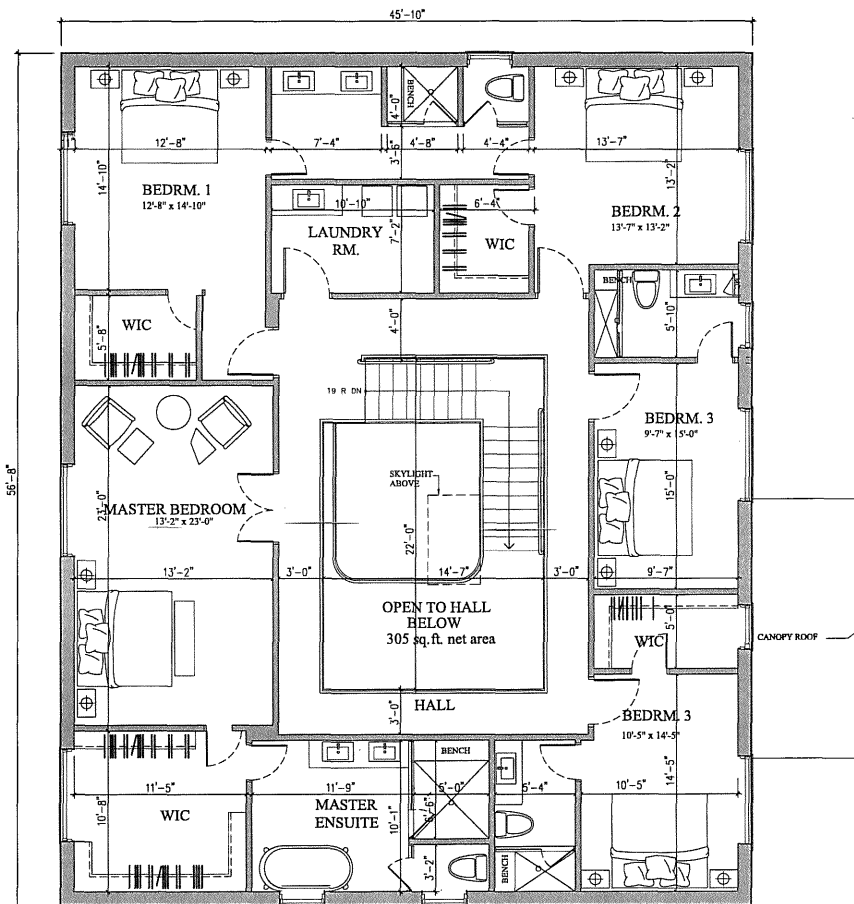 45'-10"
56'-8"
BENCH
4'-0"
1'
12'-8"
7'-4"
4'-8"
4'-4"
13'-7"
3'-6"
14'-10"
13'-2"
BEDRM. 1
12'-8" x 14'-10"
10'-10"
6'-4"
BEDRM. 2
13'-7" x 13'-2"
LAUNDRY
RM.
7'-2"
WIC
BENCH
5'-10"
WIC
5'-8"
4'-0"
19 R DN
BEDRM. 3
9'-7" x 15'-0"
SKYLIGHT
ABOVE
MASTER BEDROOM
13'-2" x 23'-0"
23'-0"
15'-0"
22'-0"
13'-2"
3'-0"
14'-7"
3'-0"
9'-7"
OPEN TO HALL
BELOW
305 sq.ft. net area
5'-0"
WIC
CANOPY ROOF
HALL
3'-0"
BEDRM. 3
10'-5" x 14'-5"
BENCH
14'-5"
11'-5"
11'-9"
5'-0"
5'-4"
10'-5"
WIC
10'-8"
MASTER
ENSUITE
10'-1"
6'-6"
3'-2"
BENCH